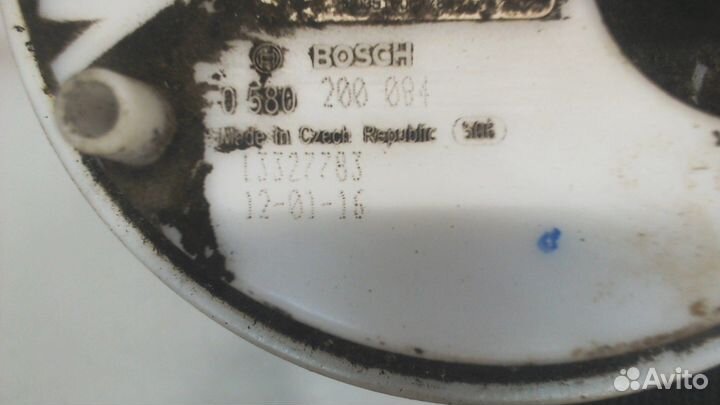 BOSCH
0 580 200 084
Made in Czech Republic
13327783
12-01-16
Avito